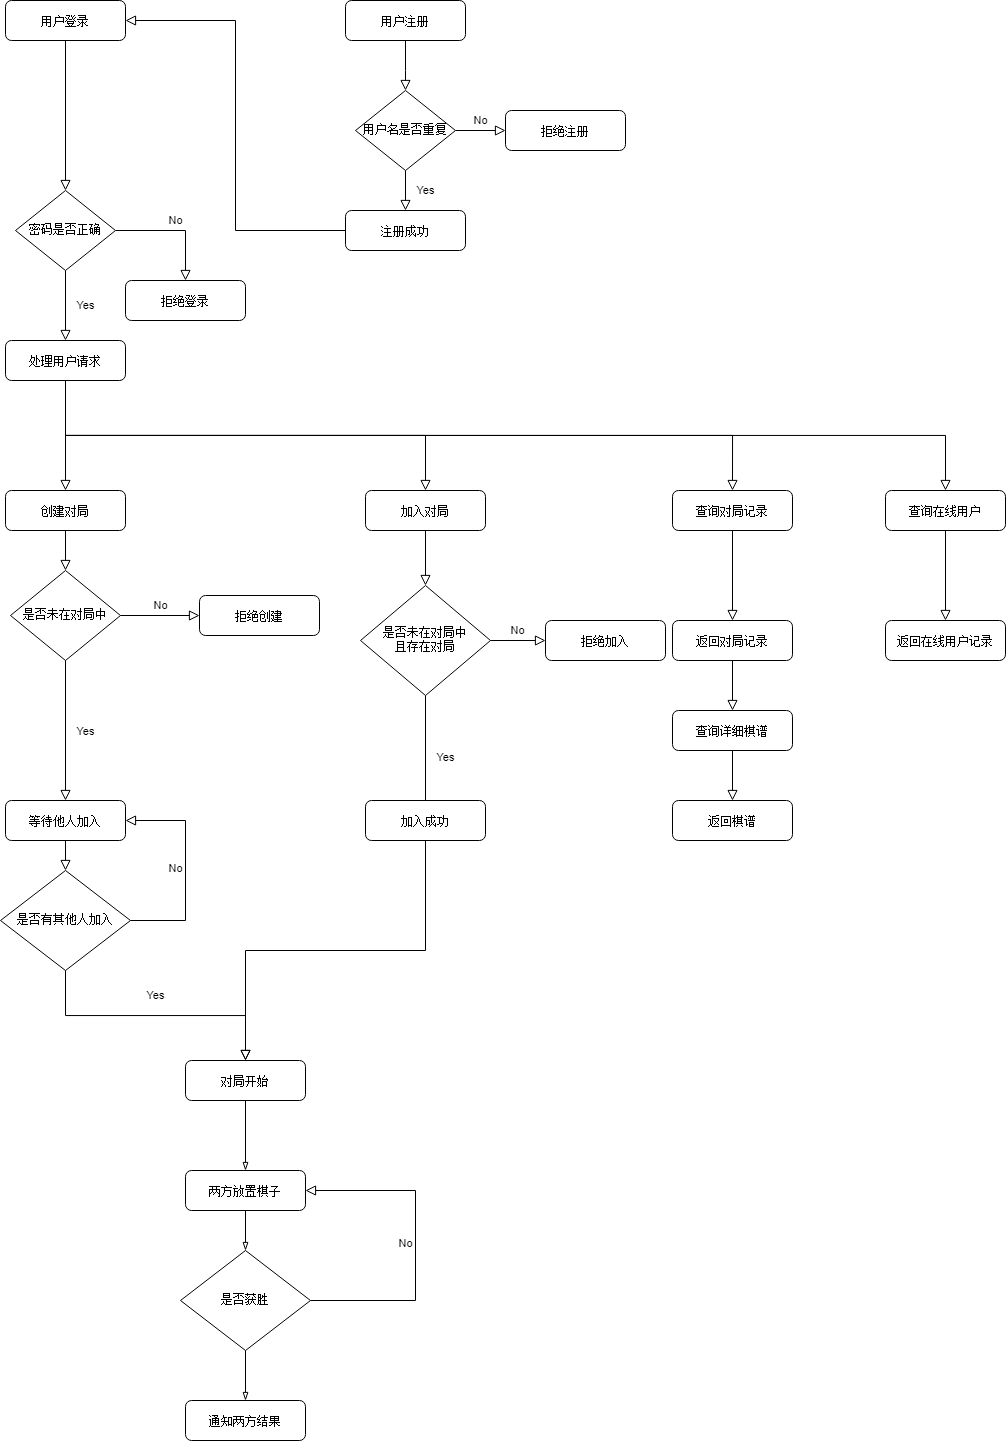 用户登录
用户注册
用户名是否重复
No
拒绝注册
Yes
注册成功
密码是否正确
No
拒绝登录
Yes
处理用户请求
创建对局
加入对局
查询对局记录
查询在线用户
是否未在对局中
No
拒绝创建
是否未在对局中
且存在对局
No
拒绝加入
返回对局记录
返回在线用户记录
Yes
Yes
查询详细棋谱
等待他人加入
加入成功
返回棋谱
No
是否有其他人加入
Yes
对局开始
两方放置棋子
No
是否获胜
通知两方结果